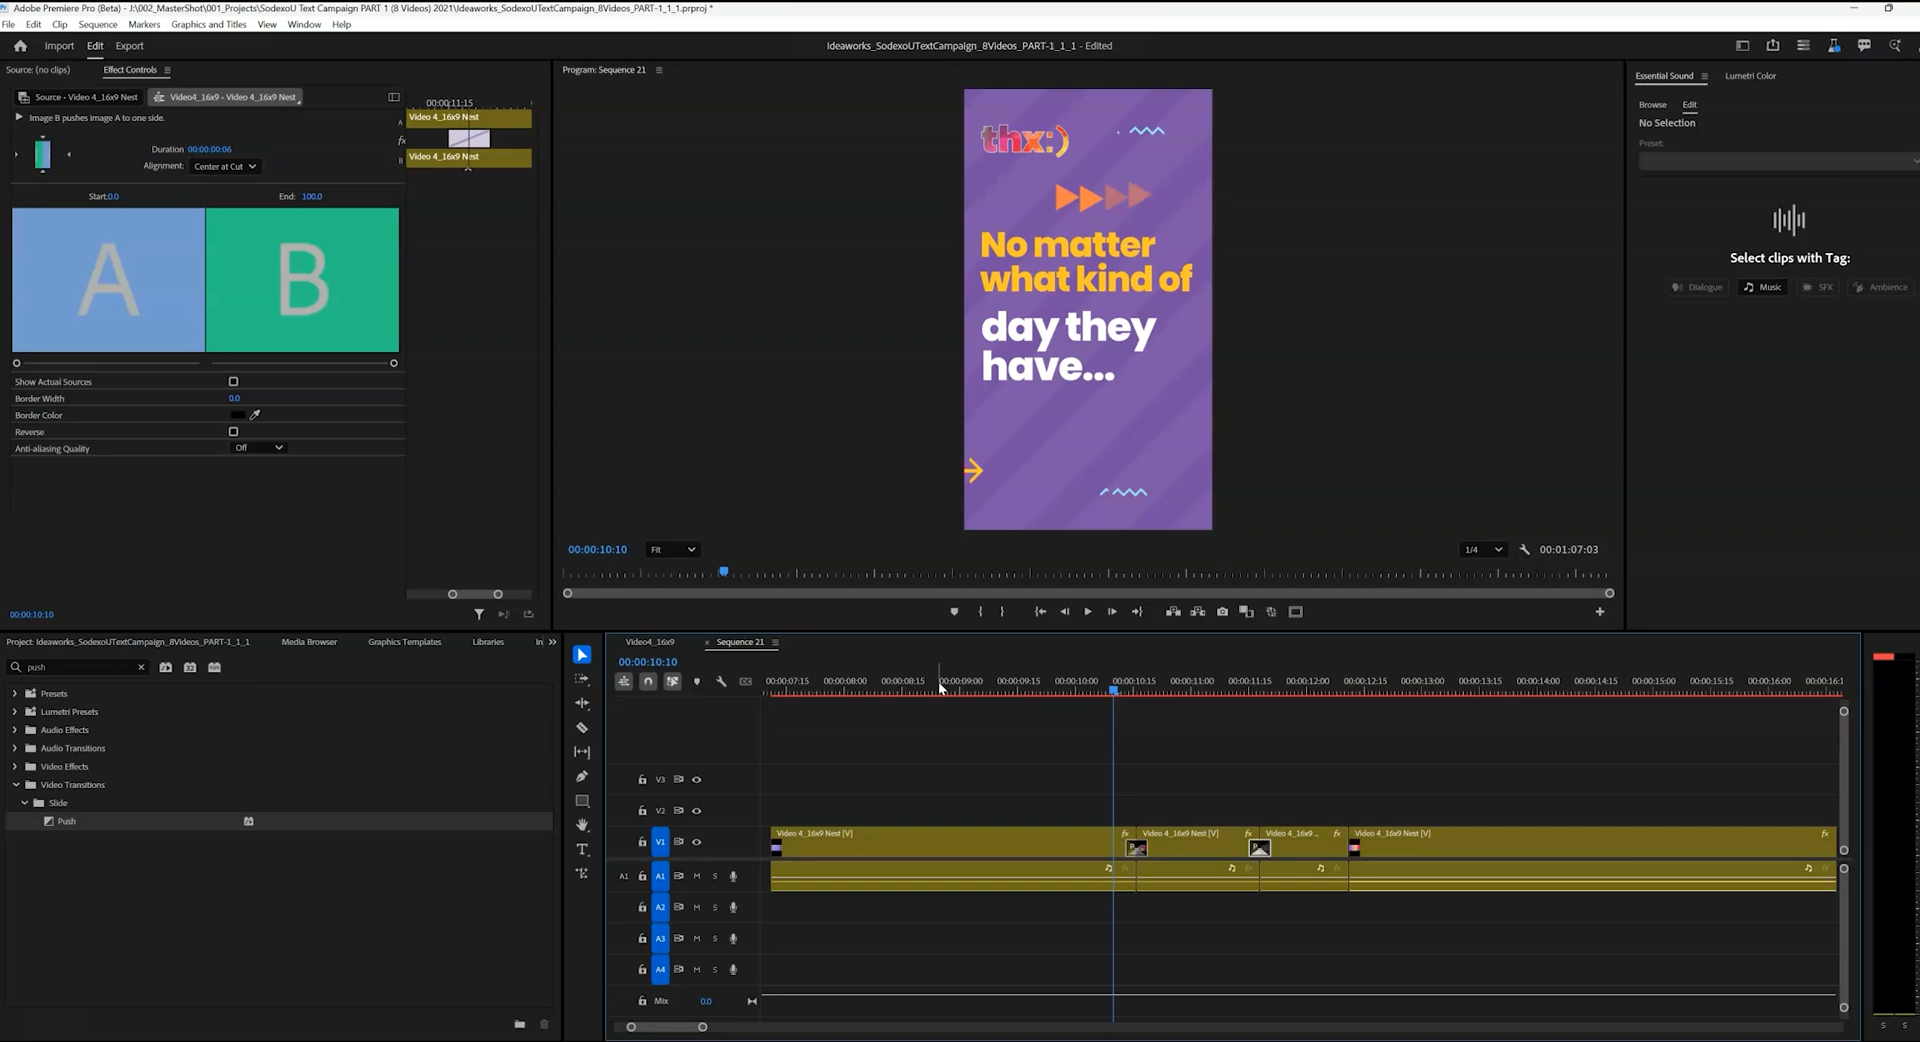 Adobe Premiere Pro (Beta) - J:\002_MasterShot\001_Projects\SodexoU Text Campaign PART 1 (8 Videos) 2021\Ideaworks_SodexoUTextCampaign_8Videos_PART-1_1_1.prproj *
File Edit Clip Sequence Markers Graphics and Titles View Window Help
Import Edit Export
Ideaworks_SodexoUTextCampaign_8Videos_PART-1_1_1 - Edited
Source: (no clips) Effect Controls
Program: Sequence 21
Essential Sound Lumetri Color
Source - Video 4_16x9 Nest Video4_16x9 - Video 4_16x9 Nest
00:00:11:15
Browse Edit
Image B pushes Image A to one side.
A Video 4_16x9 Nest
No Selection
fx
Preset:
Duration 00:00:00:06
B Video 4_16x9 Nest
Alignment: Center at Cut
Start:0.0 End: 100.0
A B
thx:)
No matter
what kind of
day they
have...
Select clips with Tag:
Dialogue Music SFX Ambience
Show Actual Sources
Border Width 0.0
Border Color
Reverse
Anti-aliasing Quality Off
00:00:10:10 Fit 1/4 00:01:07:03
00:00:10:10
Project: Ideaworks_SodexoUTextCampaign_8Videos_PART-1_1_1 Media Browser Graphics Templates Libraries In
Video4_16x9 × Sequence 21
push
00:00:10:10
00:00:07:15 00:00:08:00 00:00:08:15 00:00:09:00 00:00:09:15 00:00:10:00 00:00:10:15 00:00:11:00 00:00:11:15 00:00:12:00 00:00:12:15 00:00:13:00 00:00:13:15 00:00:14:00 00:00:14:15 00:00:15:00 00:00:15:15 00:00:16:00 00:00:16:1
Presets
Lumetri Presets
Audio Effects
Audio Transitions
Video Effects
Video Transitions
Slide
Push
V3
V2
V1 Video 4_16x9 Nest [V] fx Video 4_16x9 Nest [V] fx Video 4_16x9 ... fx Video 4_16x9 Nest [V] fx
A1 A1 M S
A2 M S
A3 M S
A4 M S
Mix 0.0
S S